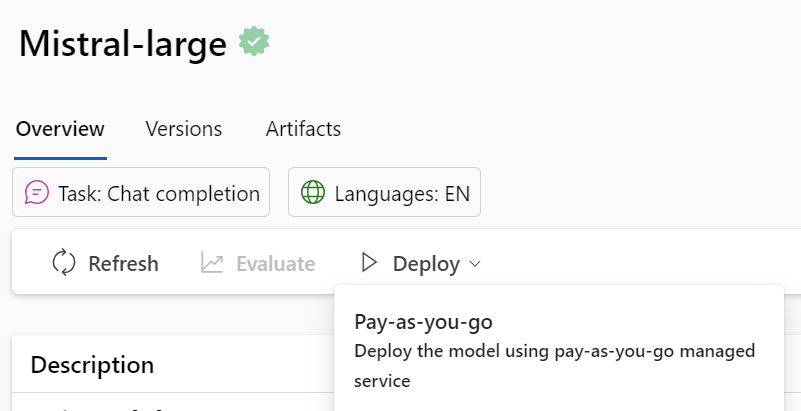 Mistral-large
Overview Versions Artifacts
Task: Chat completion Languages: EN
Refresh Evaluate Deploy
Pay-as-you-go
Deploy the model using pay-as-you-go managed
service
Description